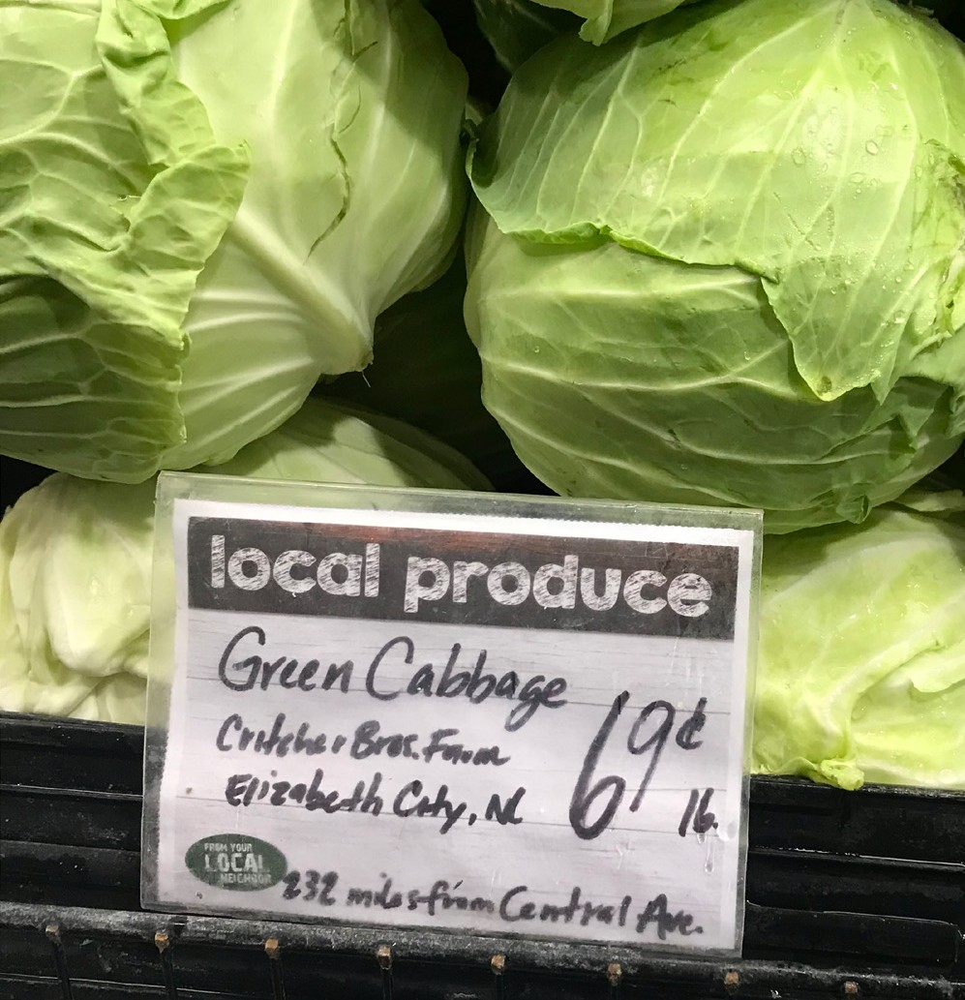 local produce
Green Cabbage
69¢ lb.
Critcher Bros. Farm
Elizabeth City, NC
FROM YOUR
LOCAL
NEIGHBOR
232 miles from Central Ave.